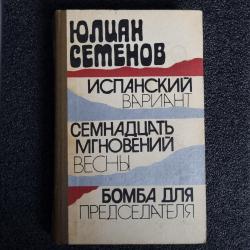 ЮЛИАН
СЕМЕНОВ
ИСПАНСКИЙ
ВАРИАНТ
СЕМНАДЦАТЬ
МГНОВЕНИЙ
ВЕСНЫ
БОМБА ДЛЯ
ПРЕДСЕДАТЕЛЯ